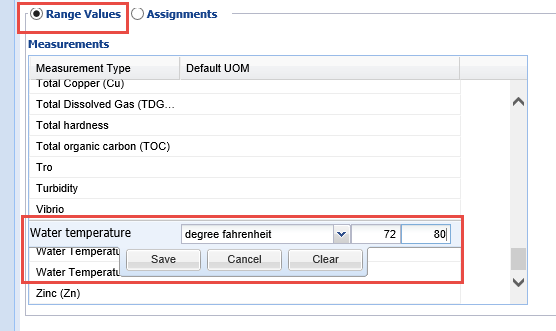 Range Values Assignments
Measurements
Measurement Type Default UOM
Total Copper (Cu)
Total Dissolved Gas (TDG...
Total hardness
Total organic carbon (TOC)
Tro
Turbidity
Vibrio
Water temperature degree fahrenheit 72 80
Water Temperatu
Save Cancel Clear
Water Temperatu
Zinc (Zn)